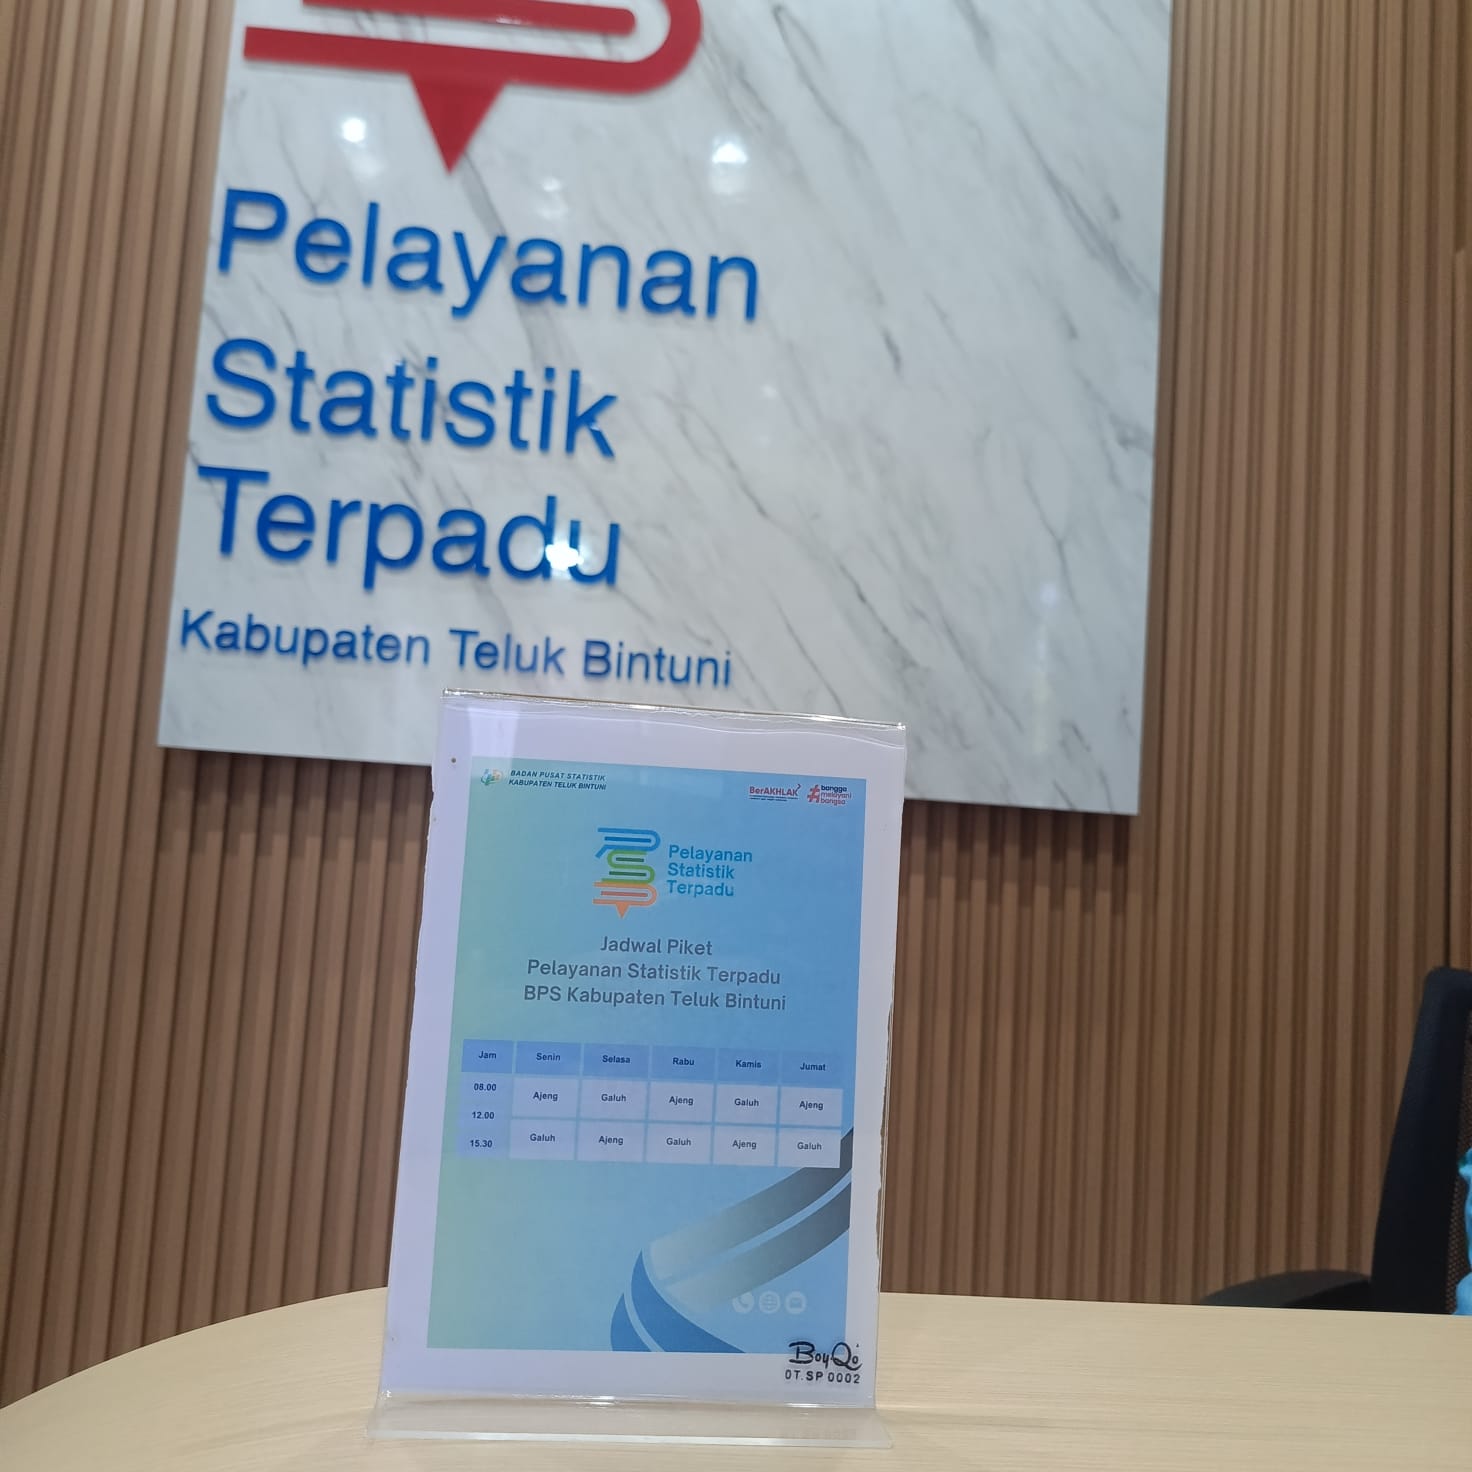 Pelayanan
Statistik
Terpadu
Kabupaten Teluk Bintuni
BADAN PUSAT STATISTIK
KABUPATEN TELUK BINTUNI
BerAKHLAK
#bangga
melayani
bangsa
Pelayanan
Statistik
Terpadu
Jadwal Piket
Pelayanan Statistik Terpadu
BPS Kabupaten Teluk Bintuni
Jam Senin Selasa Rabu Kamis Jumat
08.00
Ajeng Galuh Ajeng Galuh Ajeng
12.00
15.30 Galuh Ajeng Galuh Ajeng Galuh
BoyQo
OT.SP 0002